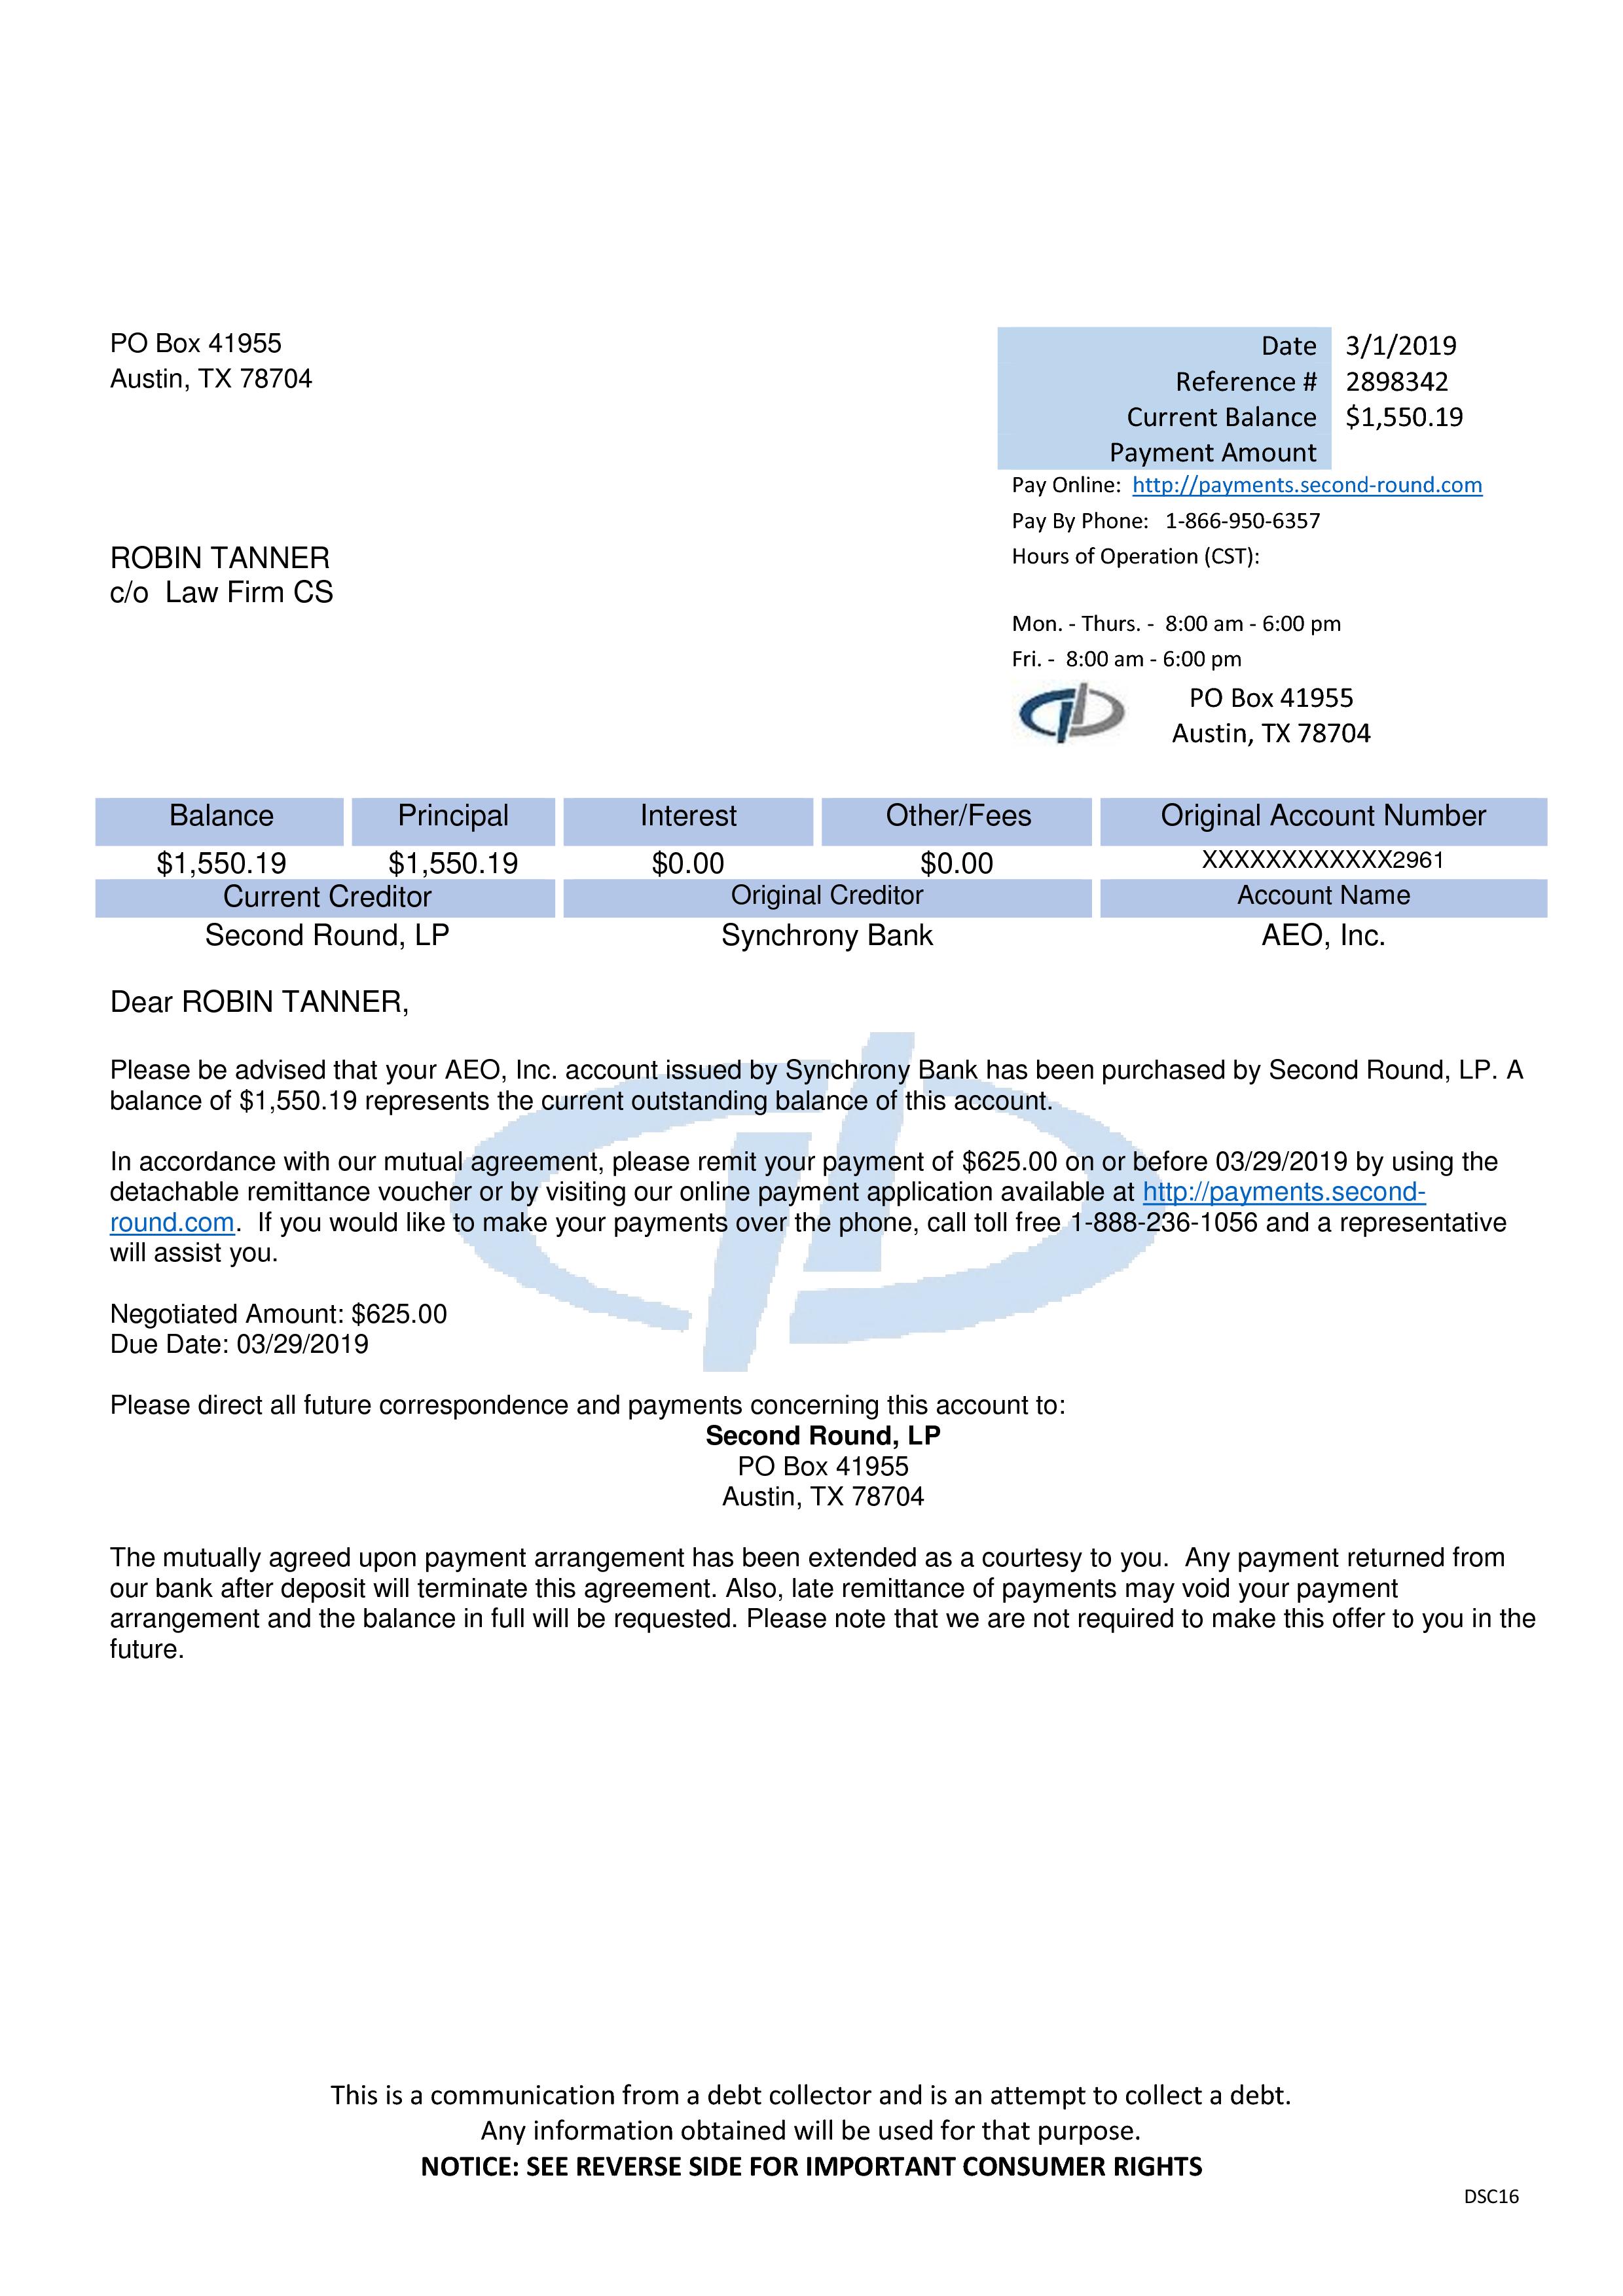 PO Box 41955
Austin, TX 78704
Date 3/1/2019
Reference # 2898342
Current Balance $1,550.19
Payment Amount
Pay Online: http://payments.second-round.com
Pay By Phone: 1-866-950-6357
Hours of Operation (CST):
ROBIN TANNER
c/o Law Firm CS
Mon. - Thurs. - 8:00 am - 6:00 pm
Fri. - 8:00 am - 6:00 pm
PO Box 41955
Austin, TX 78704
Balance Principal Interest Other/Fees Original Account Number
$1,550.19 $1,550.19 $0.00 $0.00 XXXXXXXXXXXX2961
Current Creditor Original Creditor Account Name
Second Round, LP Synchrony Bank AEO, Inc.
Dear ROBIN TANNER,
Please be advised that your AEO, Inc. account issued by Synchrony Bank has been purchased by Second Round, LP. A
balance of $1,550.19 represents the current outstanding balance of this account.
In accordance with our mutual agreement, please remit your payment of $625.00 on or before 03/29/2019 by using the
detachable remittance voucher or by visiting our online payment application available at http://payments.second-
round.com. If you would like to make your payments over the phone, call toll free 1-888-236-1056 and a representative
will assist you.
Negotiated Amount: $625.00
Due Date: 03/29/2019
Please direct all future correspondence and payments concerning this account to:
Second Round, LP
PO Box 41955
Austin, TX 78704
The mutually agreed upon payment arrangement has been extended as a courtesy to you. Any payment returned from
our bank after deposit will terminate this agreement. Also, late remittance of payments may void your payment
arrangement and the balance in full will be requested. Please note that we are not required to make this offer to you in the
future.
This is a communication from a debt collector and is an attempt to collect a debt.
Any information obtained will be used for that purpose.
NOTICE: SEE REVERSE SIDE FOR IMPORTANT CONSUMER RIGHTS
DSC16